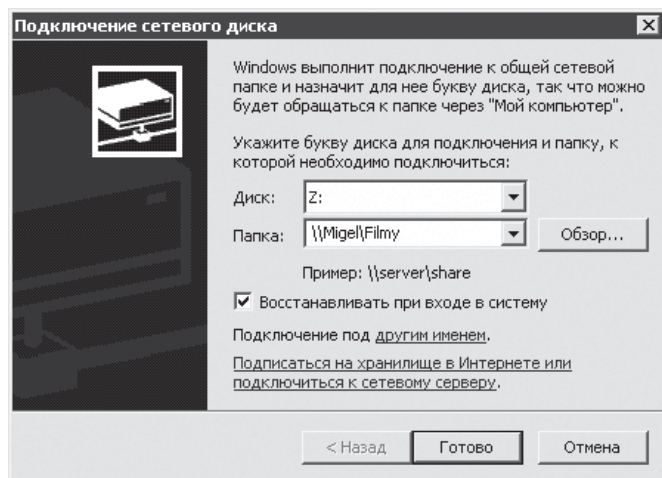 Подключение сетевого диска
Windows выполнит подключение к общей сетевой
папке и назначит для нее букву диска, так что можно
будет обращаться к папке через "Мой компьютер".
Укажите букву диска для подключения и папку, к
которой необходимо подключиться:
Диск: Z:
Папка: \\Migel\Filmy Обзор...
Пример: \\server\share
Восстанавливать при входе в систему
Подключение под другим именем.
Подписаться на хранилище в Интернете или
подключиться к сетевому серверу.
< Назад Готово Отмена